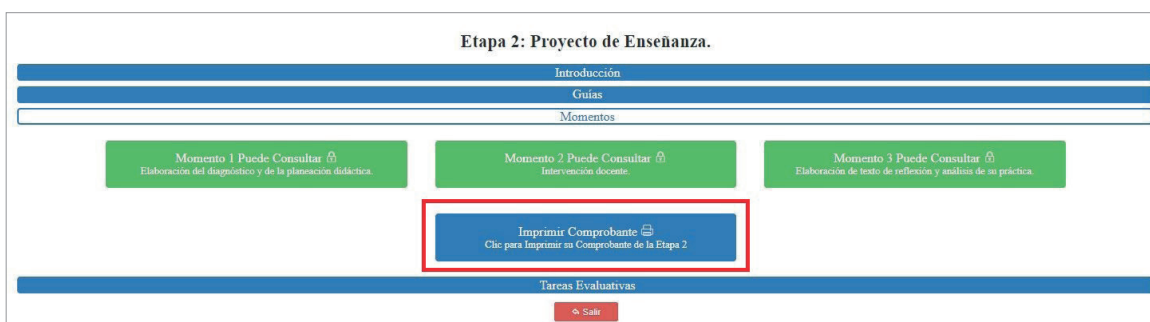 Etapa 2: Proyecto de Enseñanza.
Introducción
Guías
Momentos
Momento 1 Puede Consultar
Elaboración del diagnóstico y de la planeación didáctica.
Momento 2 Puede Consultar
Intervención docente.
Momento 3 Puede Consultar
Elaboración de texto de reflexión y análisis de su práctica.
Imprimir Comprobante
Clic para Imprimir su Comprobante de la Etapa 2
Tareas Evaluativas
Salir